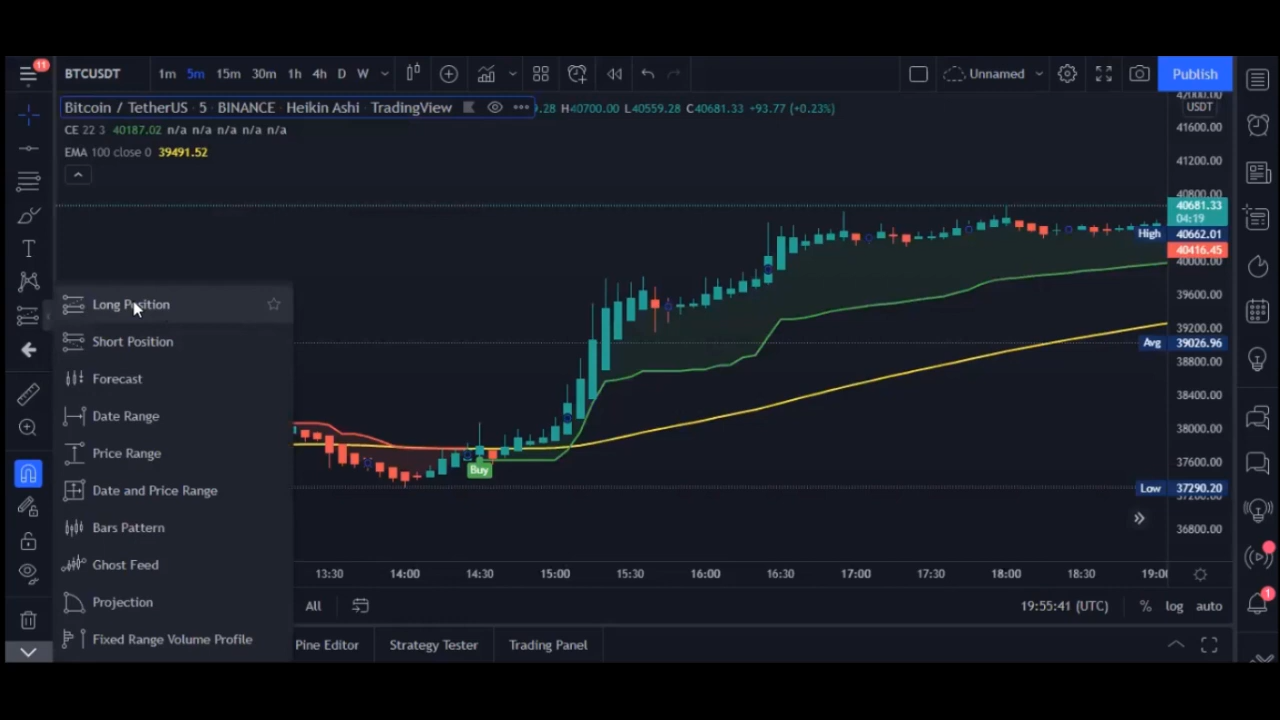 11
BTCUSDT 1m 5m 15m 30m 1h 4h D W Unnamed Publish
Bitcoin / TetherUS · 5 · BINANCE · Heikin Ashi · TradingView .28 H40700.00 L40559.28 C40681.33 +93.77 (+0.23%)
USDT
CE 22 3 40187.02 n/a n/a n/a n/a n/a
41600.00
EMA 100 close 0 39491.52
41200.00
40800.00
40681.33
04:19
High 40662.01
40416.45
40000.00
39600.00
39200.00
Avg 39026.96
38800.00
38400.00
38000.00
37600.00
Low 37290.20
36800.00
Buy
Long Position
Short Position
Forecast
Date Range
Price Range
Date and Price Range
Bars Pattern
Ghost Feed
Projection
Fixed Range Volume Profile
T
13:30 14:00 14:30 15:00 15:30 16:00 16:30 17:00 17:30 18:00 18:30 19:00
All 19:55:41 (UTC) % log auto
1
Pine Editor Strategy Tester Trading Panel